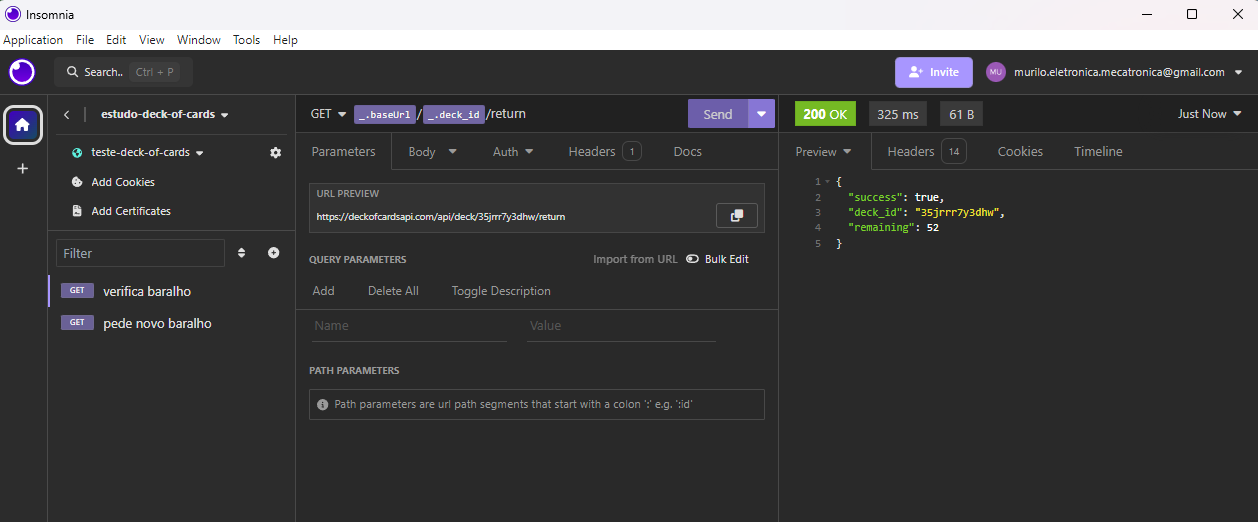 Insomnia
Application File Edit View Window Tools Help
Search.. Ctrl + P
Invite
MU murilo.eletronica.mecatronica@gmail.com
estudo-deck-of-cards
teste-deck-of-cards
Add Cookies
Add Certificates
Filter
GET verifica baralho
GET pede novo baralho
GET _.baseUrl/_.deck_id/return
Send
Parameters Body Auth Headers 1 Docs
URL PREVIEW
https://deckofcardsapi.com/api/deck/35jrrr7y3dhw/return
QUERY PARAMETERS Import from URL Bulk Edit
Add Delete All Toggle Description
Name Value
PATH PARAMETERS
Path parameters are url path segments that start with a colon ':' e.g. ':id'
200 OK 325 ms 61 B Just Now
Preview Headers 14 Cookies Timeline
1 {
2 "success": true,
3 "deck_id": "35jrrr7y3dhw",
4 "remaining": 52
5 }